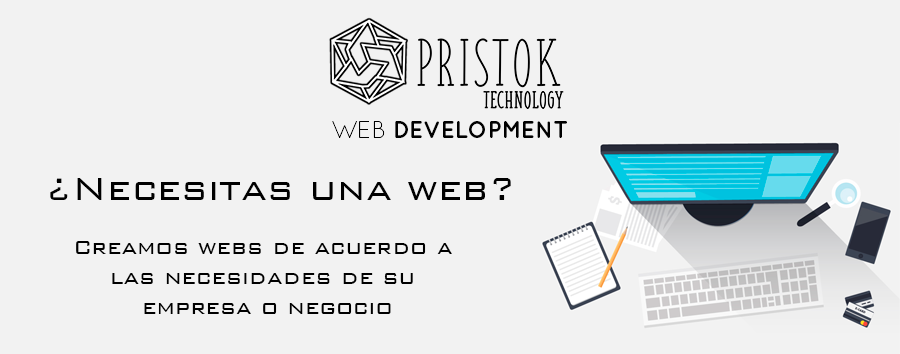 PRISTOK
TECHNOLOGY
WEB DEVELOPMENT
¿NECESITAS UNA WEB?
CREAMOS WEBS DE ACUERDO A
LAS NECESIDADES DE SU
EMPRESA O NEGOCIO